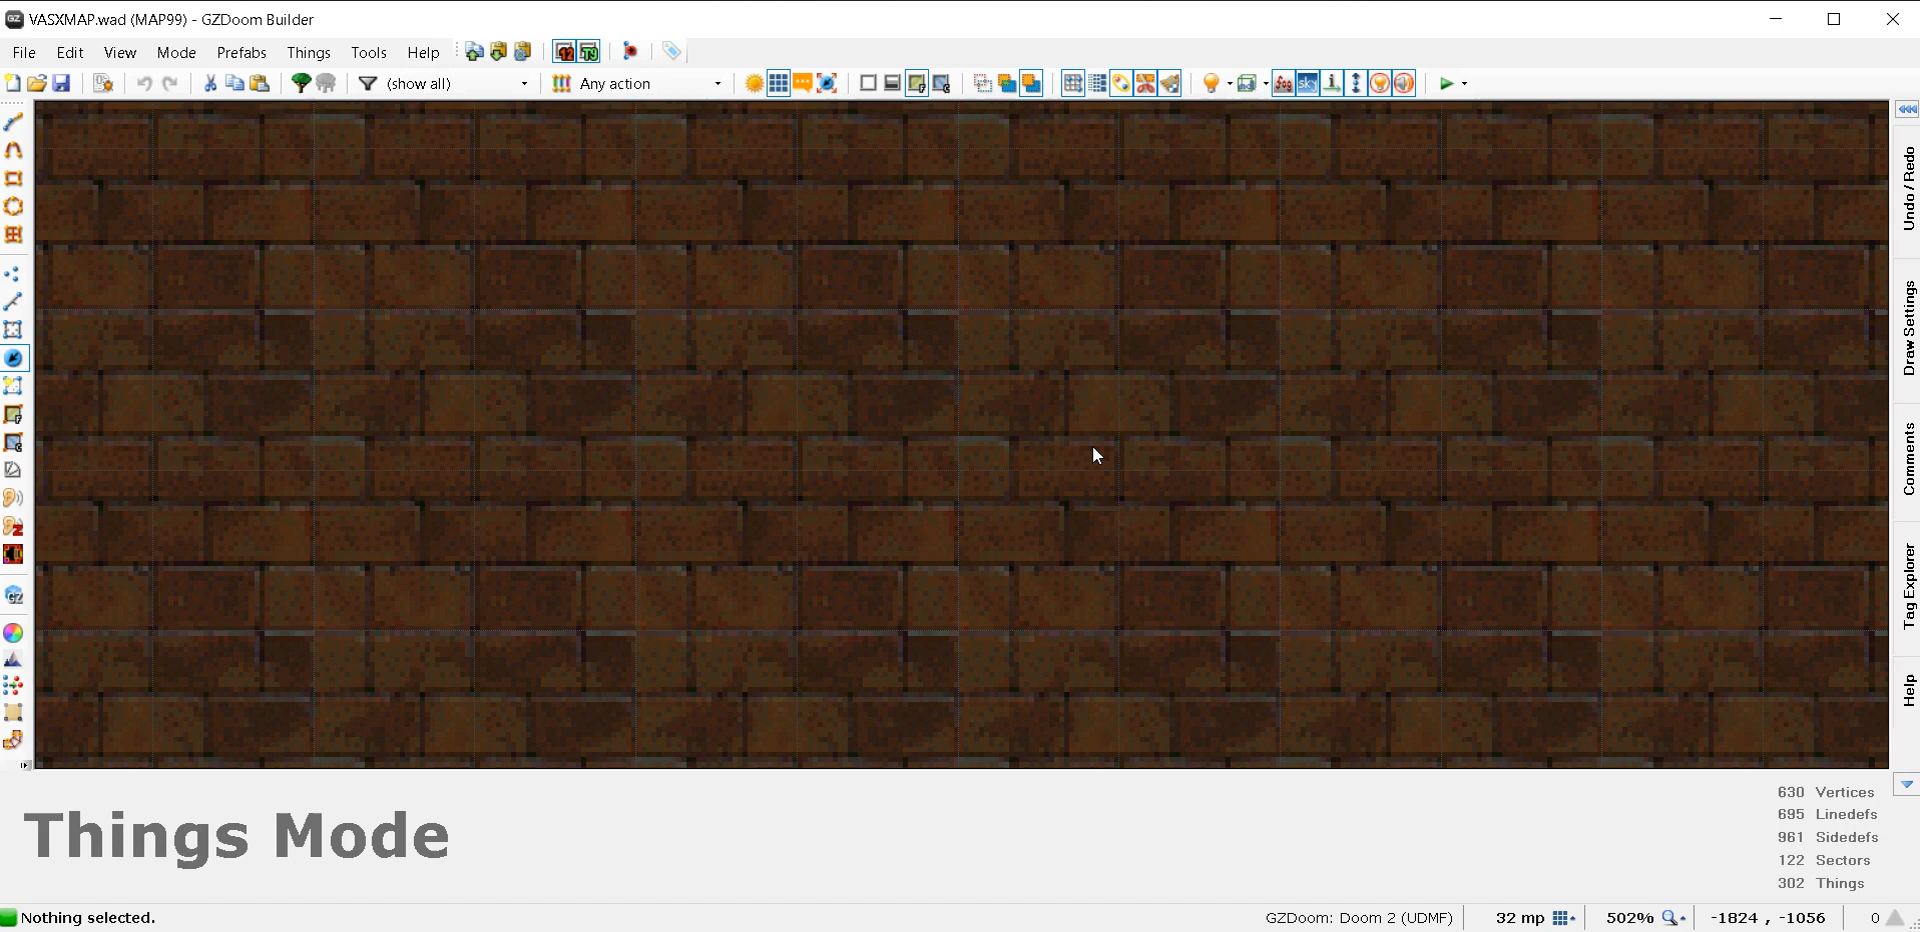 VASXMAP.wad (MAP99) - GZDoom Builder
File Edit View Mode Prefabs Things Tools Help
(show all) Any action
Undo / Redo
Draw Settings
Comments
Tag Explorer
Help
Things Mode
630 Vertices
695 Linedefs
961 Sidedefs
122 Sectors
302 Things
Nothing selected. GZDoom: Doom 2 (UDMF) 32 mp 502% -1824 , -1056 0